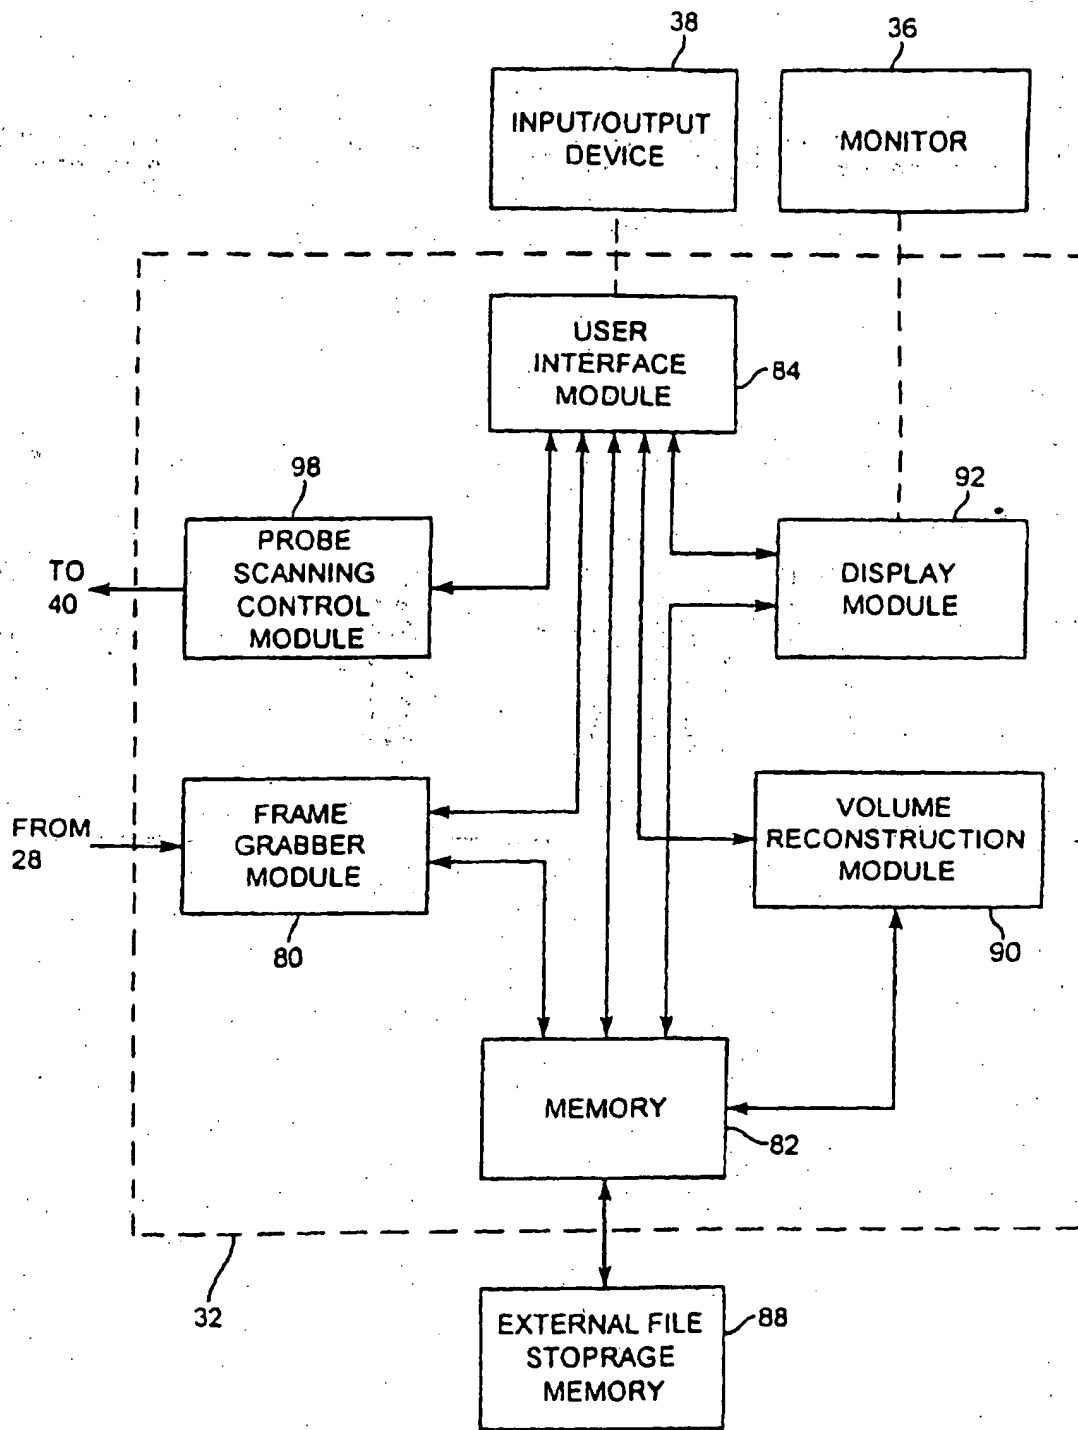 38
36
INPUT/OUTPUT
DEVICE
MONITOR
USER
INTERFACE
MODULE
84
98
PROBE
SCANNING
CONTROL
MODULE
TO
40
92
DISPLAY
MODULE
FROM
28
FRAME
GRABBER
MODULE
80
VOLUME
RECONSTRUCTION
MODULE
90
MEMORY
82
32
EXTERNAL FILE
STOPRAGE
MEMORY
88